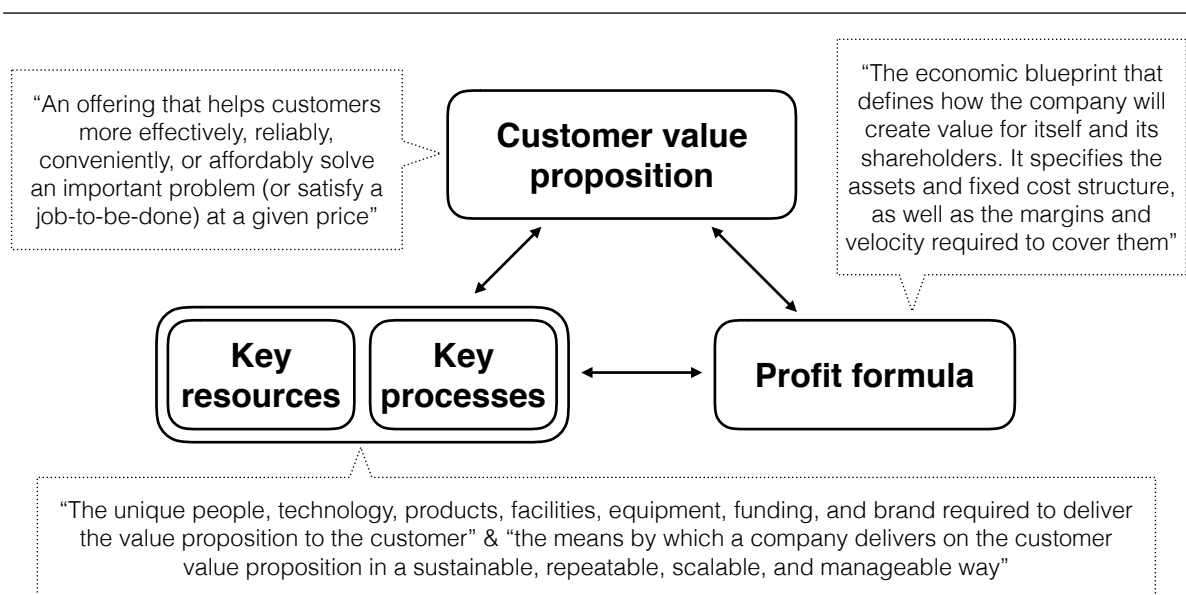 “An offering that helps customers
more effectively, reliably,
conveniently, or affordably solve
an important problem (or satisfy a
job-to-be-done) at a given price”
Customer value
proposition
“The economic blueprint that
defines how the company will
create value for itself and its
shareholders. It specifies the
assets and fixed cost structure,
as well as the margins and
velocity required to cover them”
Key
resources
Key
processes
Profit formula
“The unique people, technology, products, facilities, equipment, funding, and brand required to deliver
the value proposition to the customer” & “the means by which a company delivers on the customer
value proposition in a sustainable, repeatable, scalable, and manageable way”